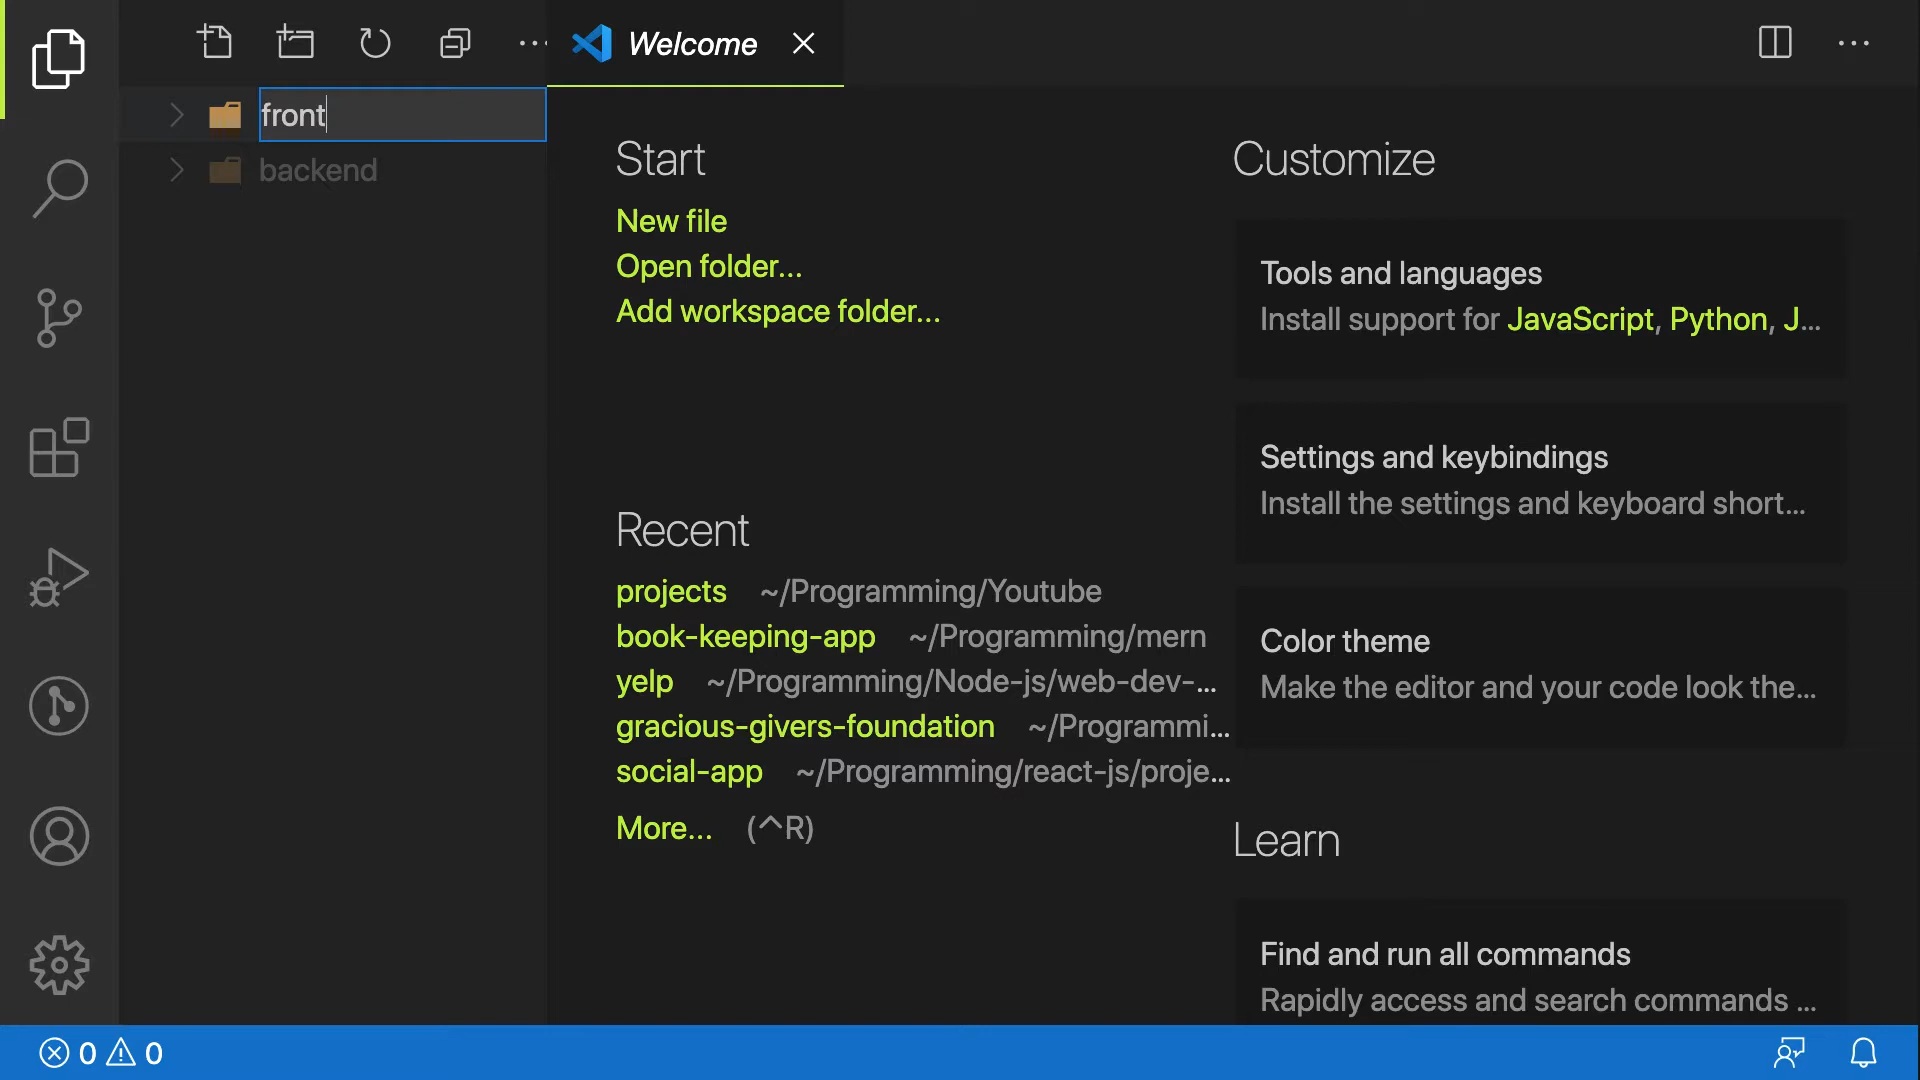 Welcome
front
backend
Start
New file
Open folder...
Add workspace folder...
Recent
projects ~/Programming/Youtube
book-keeping-app ~/Programming/mern
yelp ~/Programming/Node-js/web-dev-...
gracious-givers-foundation ~/Programmi...
social-app ~/Programming/react-js/proje...
More... (^R)
Customize
Tools and languages
Install support for JavaScript, Python, J...
Settings and keybindings
Install the settings and keyboard short...
Color theme
Make the editor and your code look the...
Learn
Find and run all commands
Rapidly access and search commands ...
0 0